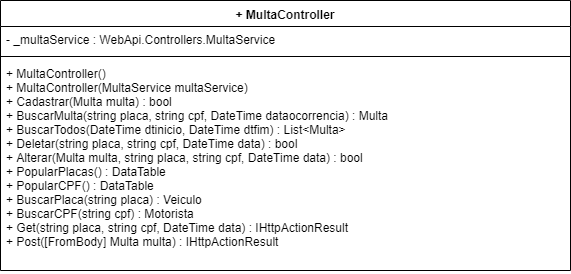 + MultaController
- _multaService : WebApi.Controllers.MultaService
+ MultaController()
+ MultaController(MultaService multaService)
+ Cadastrar(Multa multa) : bool
+ BuscarMulta(string placa, string cpf, DateTime dataocorrencia) : Multa
+ BuscarTodos(DateTime dtinicio, DateTime dtfim) : List<Multa>
+ Deletar(string placa, string cpf, DateTime data) : bool
+ Alterar(Multa multa, string placa, string cpf, DateTime data) : bool
+ PopularPlacas() : DataTable
+ PopularCPF() : DataTable
+ BuscarPlaca(string placa) : Veiculo
+ BuscarCPF(string cpf) : Motorista
+ Get(string placa, string cpf, DateTime data) : IHttpActionResult
+ Post([FromBody] Multa multa) : IHttpActionResult